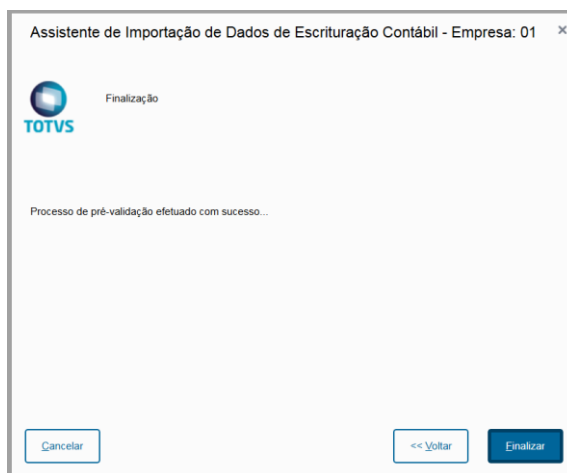 Assistente de Importação de Dados de Escrituração Contábil - Empresa: 01 ×
Finalização
TOTVS
Processo de pré-validação efetuado com sucesso...
Cancelar
<< Voltar
Finalizar